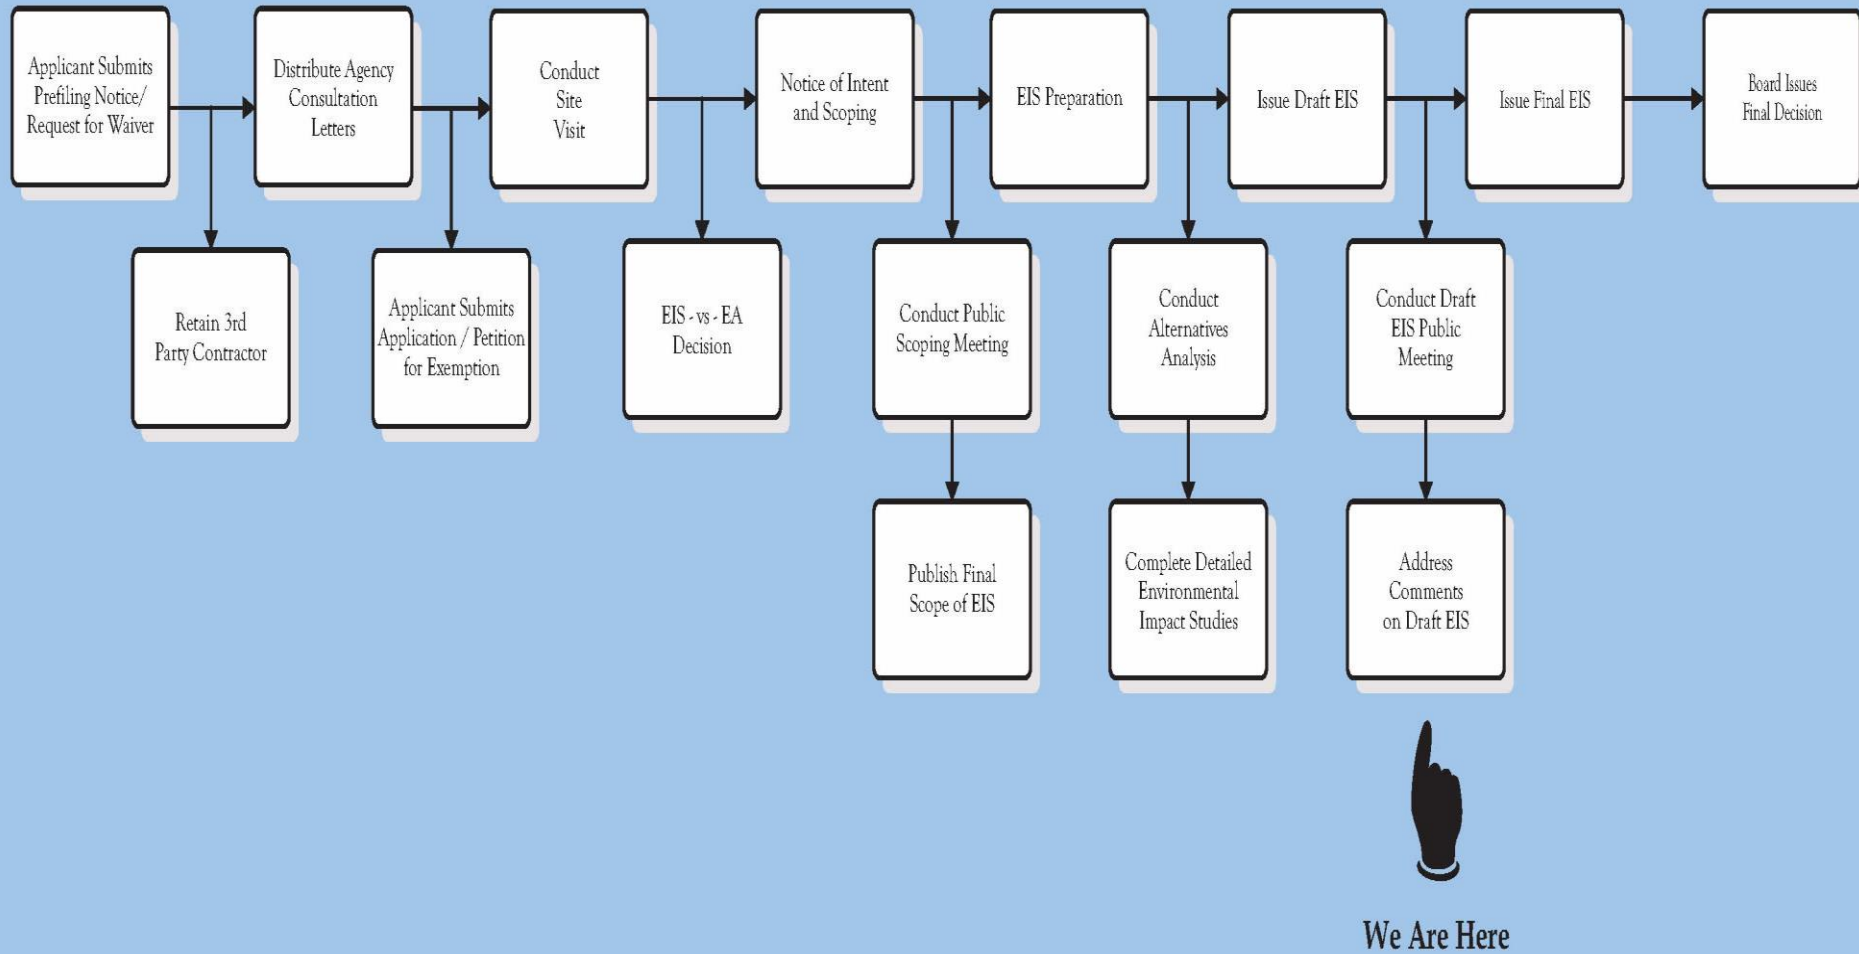 Applicant Submits
Prefiling Notice/
Request for Waiver
Distribute Agency
Consultation
Letters
Conduct
Site
Visit
Notice of Intent
and Scoping
EIS Preparation
Issue Draft EIS
Issue Final EIS
Board Issues
Final Decision
Retain 3rd
Party Contractor
Applicant Submits
Application / Petition
for Exemption
EIS - vs - EA
Decision
Conduct Public
Scoping Meeting
Conduct
Alternatives
Analysis
Conduct Draft
EIS Public
Meeting
Publish Final
Scope of EIS
Complete Detailed
Environmental
Impact Studies
Address
Comments
on Draft EIS
We Are Here